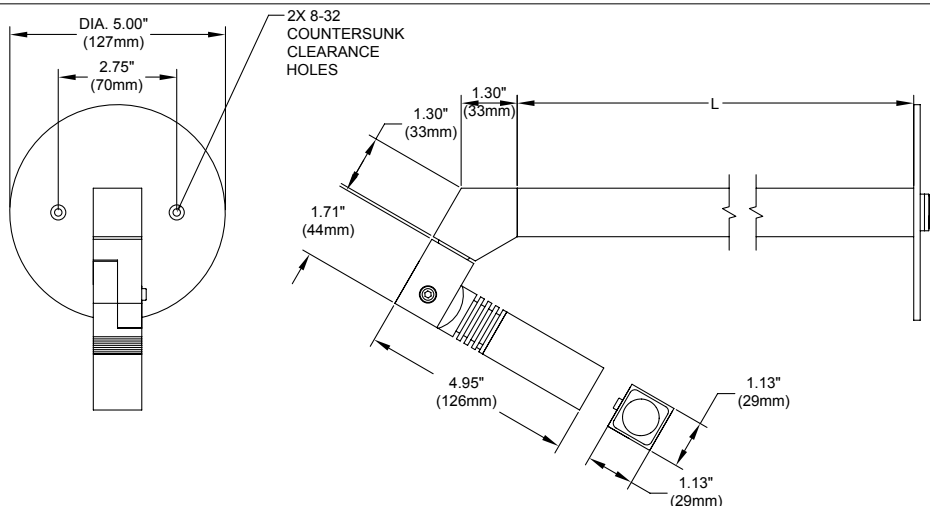 DIA. 5.00"
(127mm)
2.75"
(70mm)
2X 8-32
COUNTERSUNK
CLEARANCE
HOLES
1.30"
(33mm)
1.30"
(33mm)
L
1.71"
(44mm)
4.95"
(126mm)
1.13"
(29mm)
1.13"
(29mm)